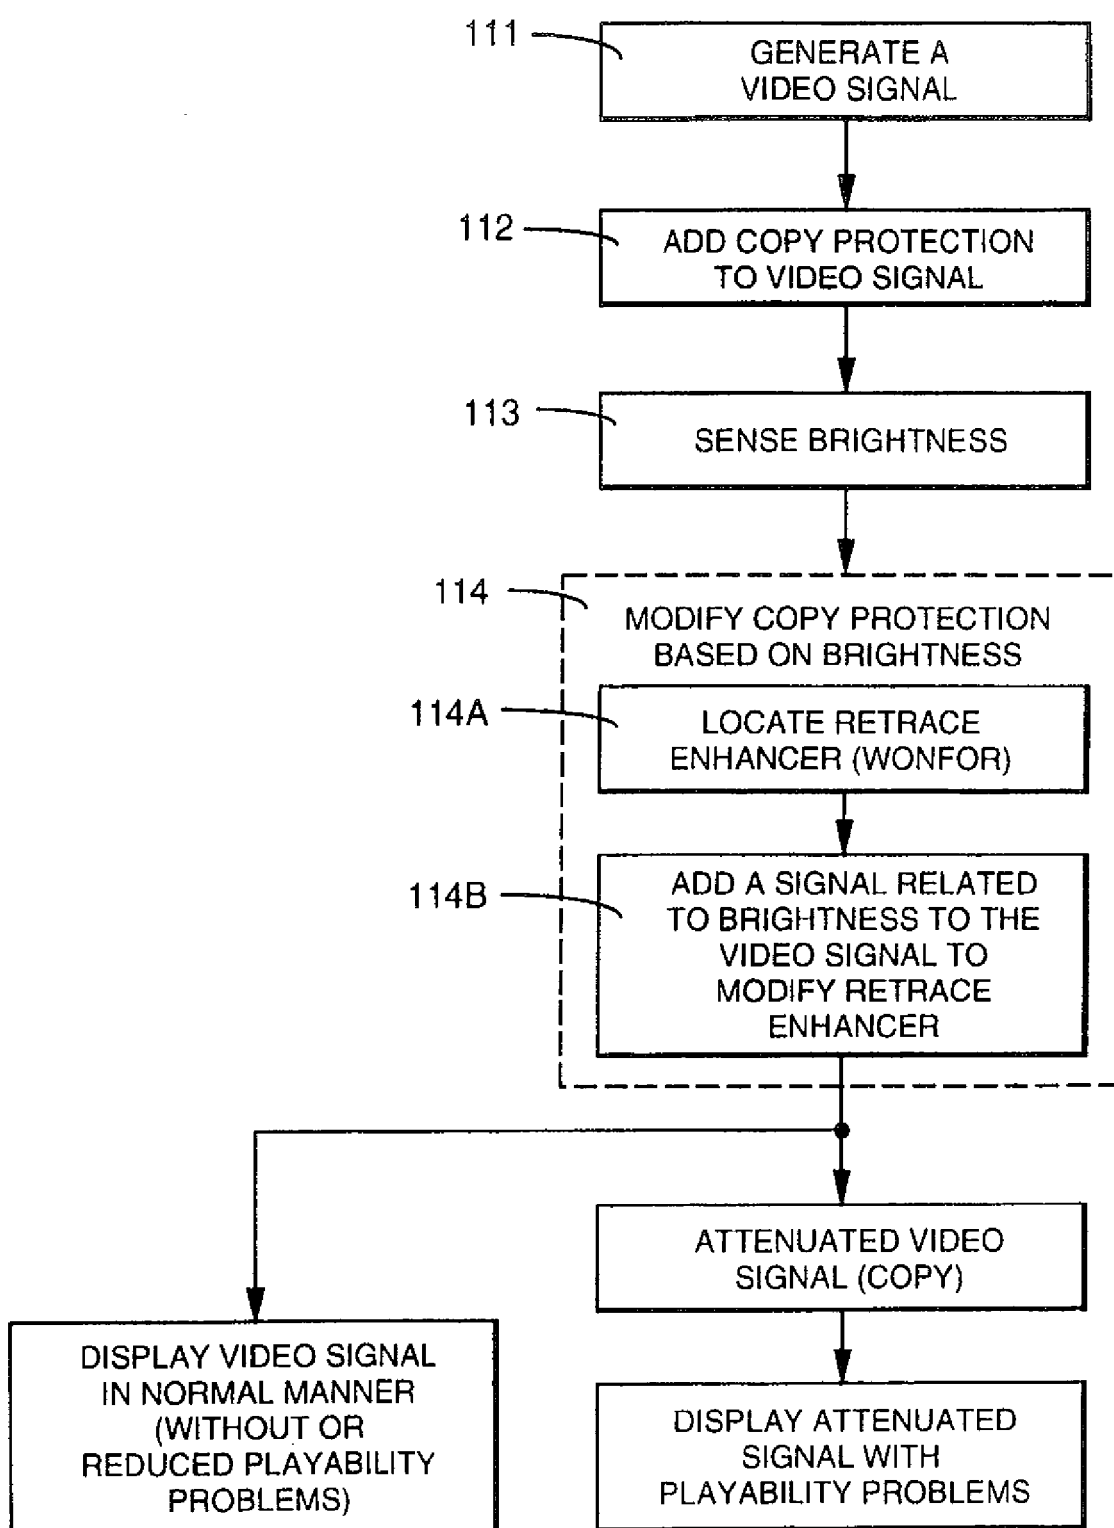 111
GENERATE A
VIDEO SIGNAL
112
ADD COPY PROTECTION
TO VIDEO SIGNAL
113
SENSE BRIGHTNESS
114
MODIFY COPY PROTECTION
BASED ON BRIGHTNESS
114A
LOCATE RETRACE
ENHANCER (WONFOR)
114B
ADD A SIGNAL RELATED
TO BRIGHTNESS TO THE
VIDEO SIGNAL TO
MODIFY RETRACE
ENHANCER
ATTENUATED VIDEO
SIGNAL (COPY)
DISPLAY VIDEO SIGNAL
IN NORMAL MANNER
(WITHOUT OR
REDUCED PLAYABILITY
PROBLEMS)
DISPLAY ATTENUATED
SIGNAL WITH
PLAYABILITY PROBLEMS